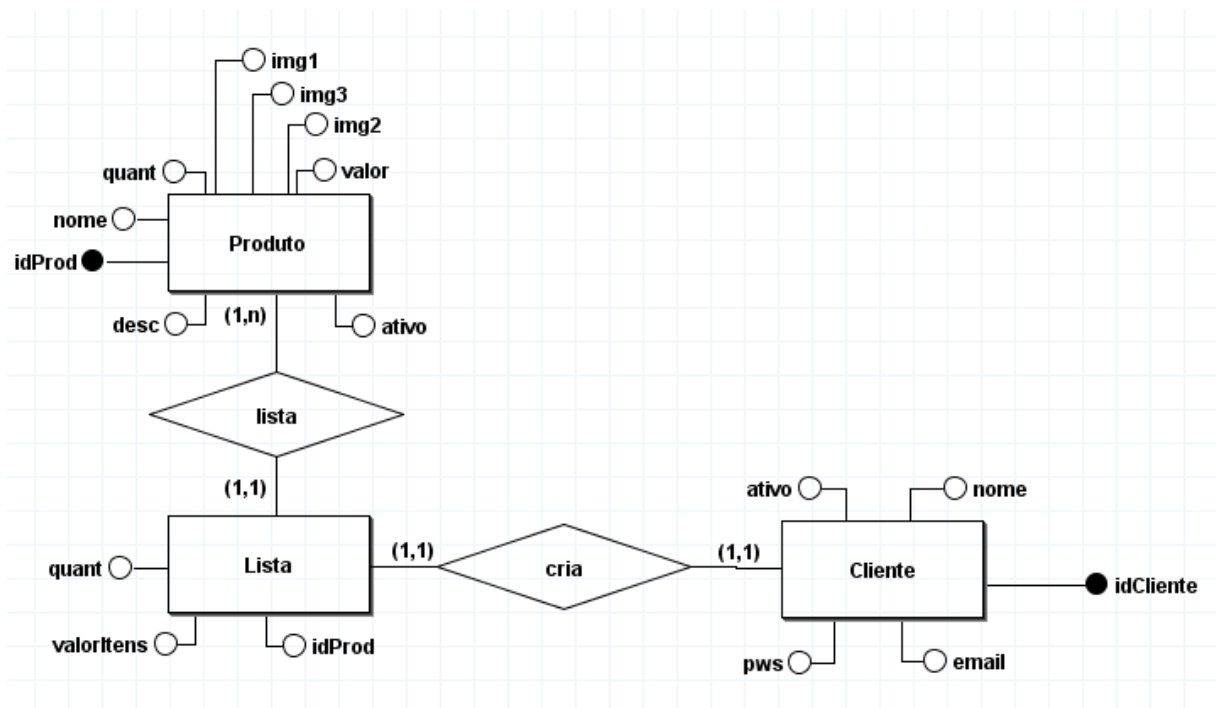 img1
img3
img2
quant
valor
nome
Produto
idProd
desc
(1,n)
ativo
lista
(1,1)
ativo
nome
quant
Lista
(1,1)
cria
(1,1)
Cliente
idCliente
valorItens
idProd
pws
email